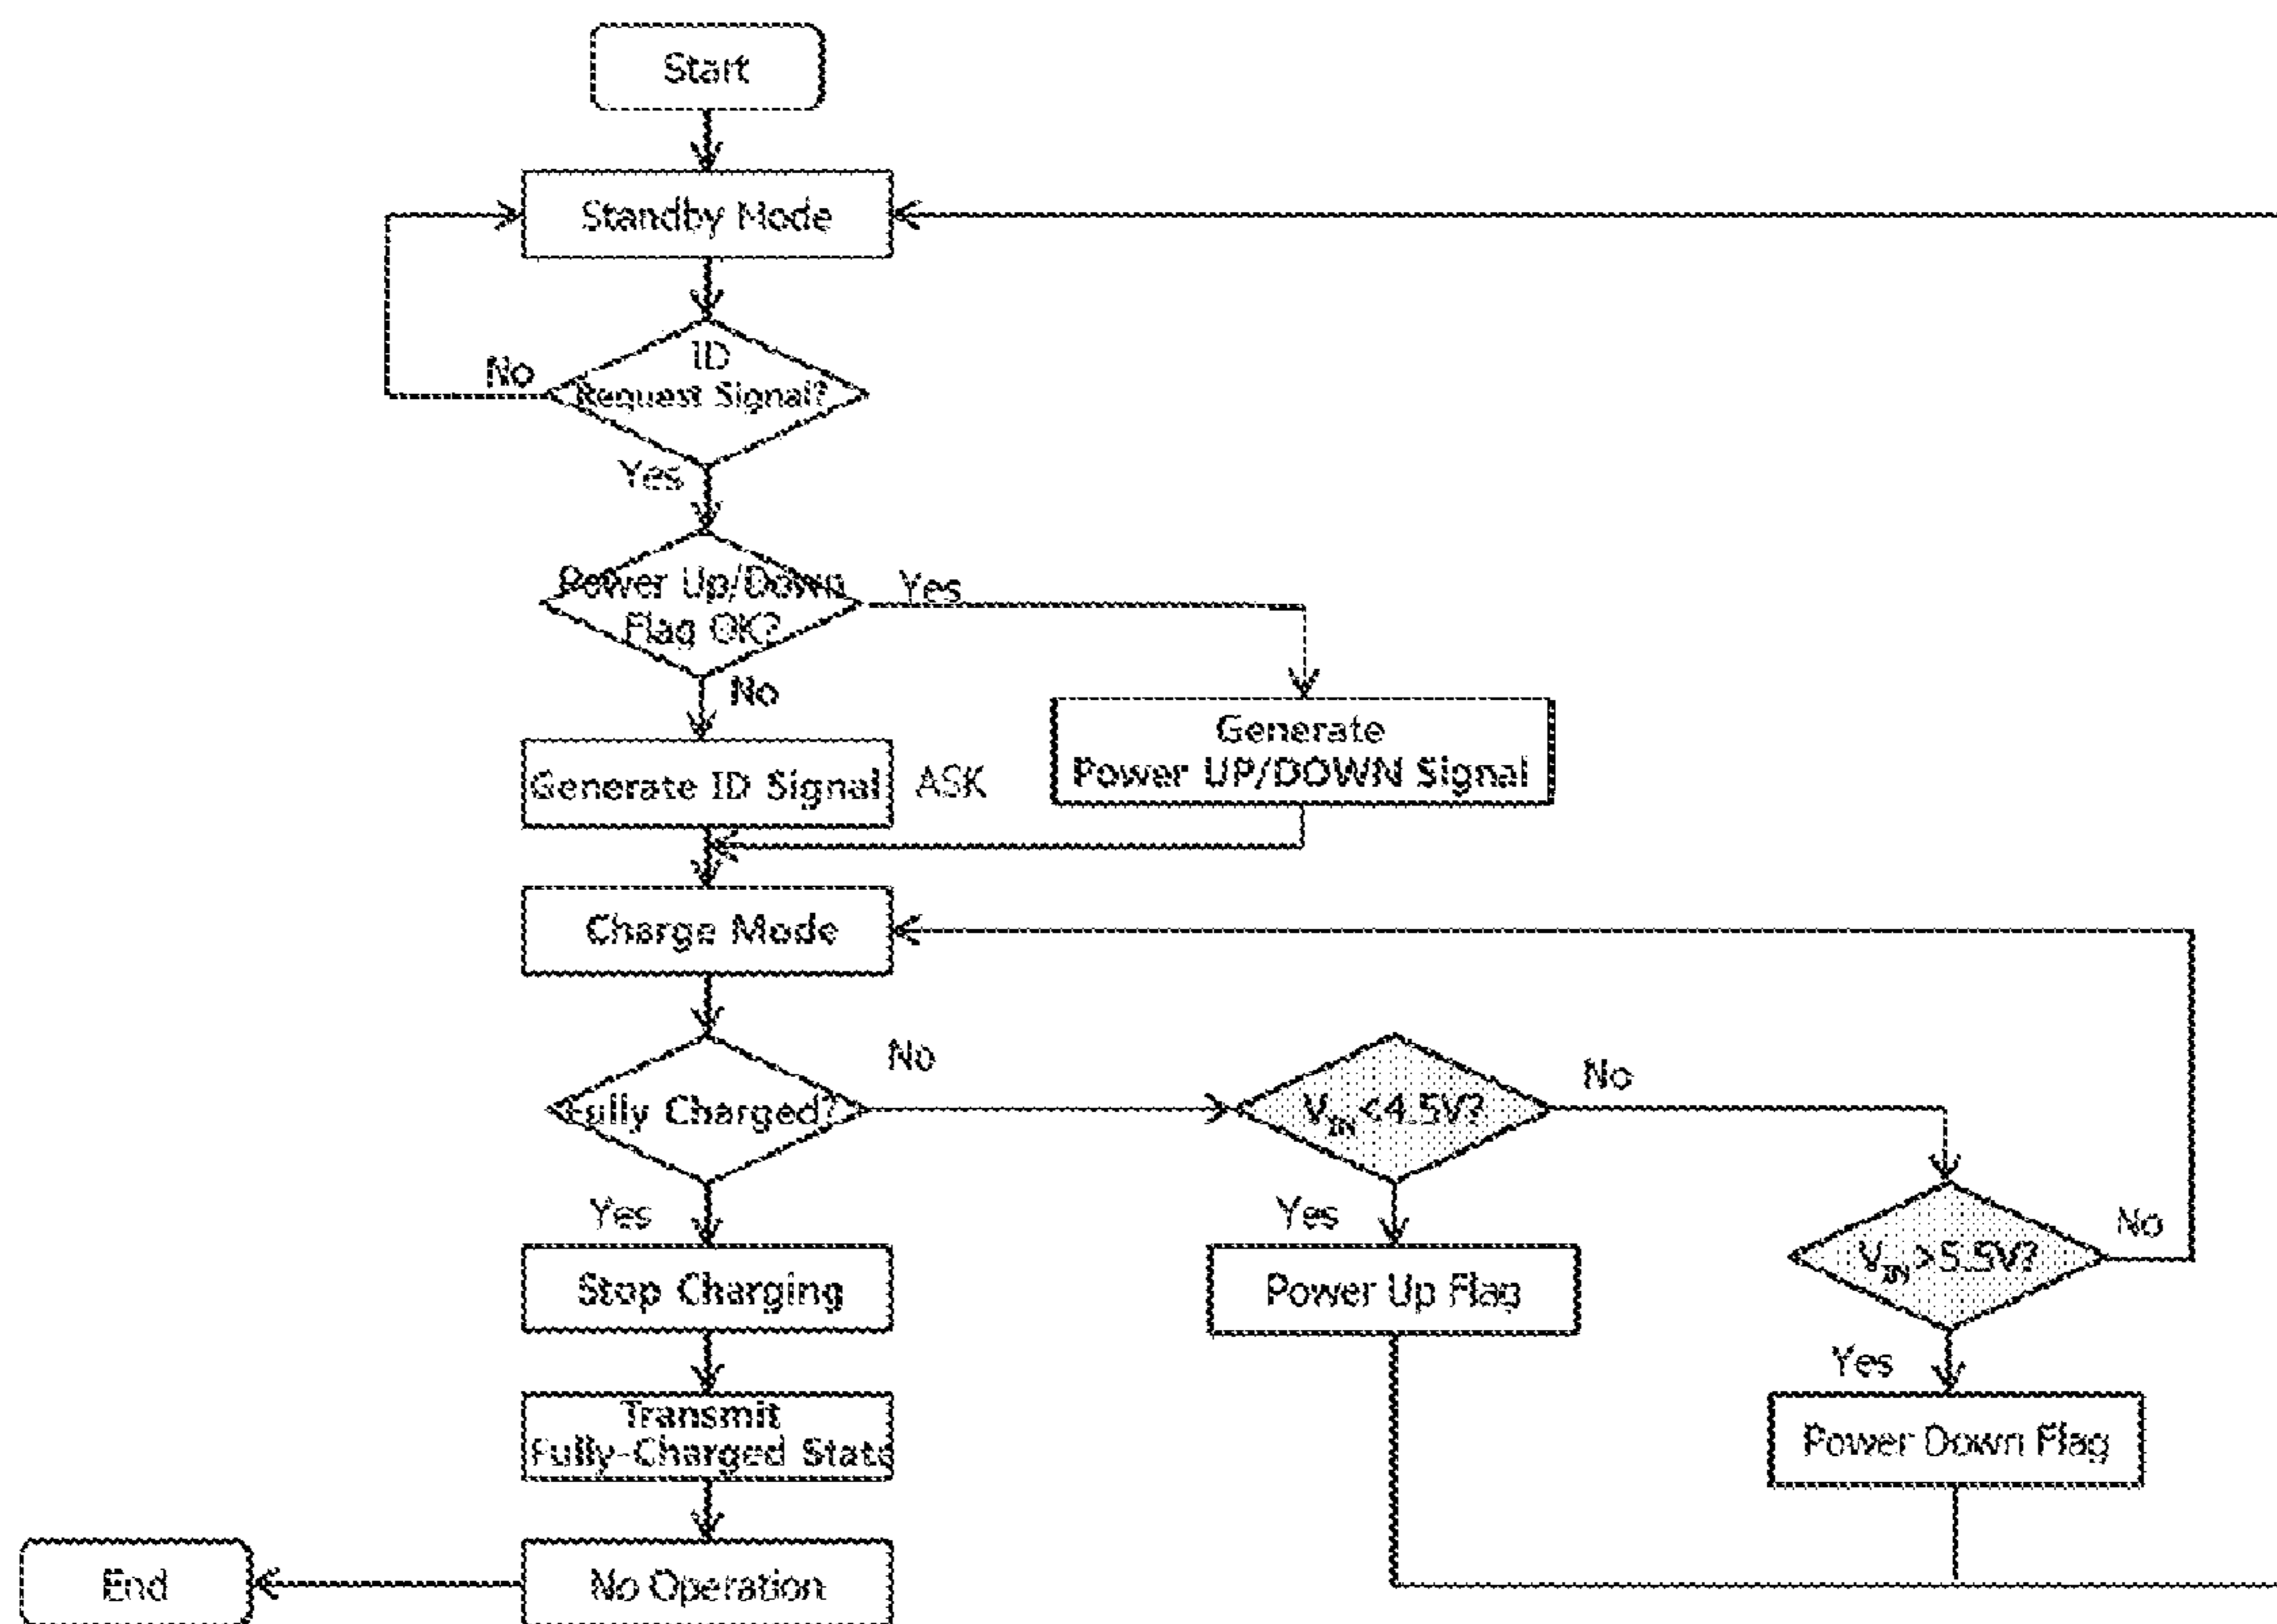 Start
Standby Mode
ID
Request Signal?
No
Yes
Power Up/Down
Flag OK?
Yes
No
Generate
Power UP/DOWN Signal
Generate ID Signal
ASK
Charge Mode
Fully Charged?
No
V_IN<4.5V?
No
Yes
Yes
V_IN>5.5V?
No
Stop Charging
Power Up Flag
Yes
Transmit
Fully-Charged State
Power Down Flag
No Operation
End